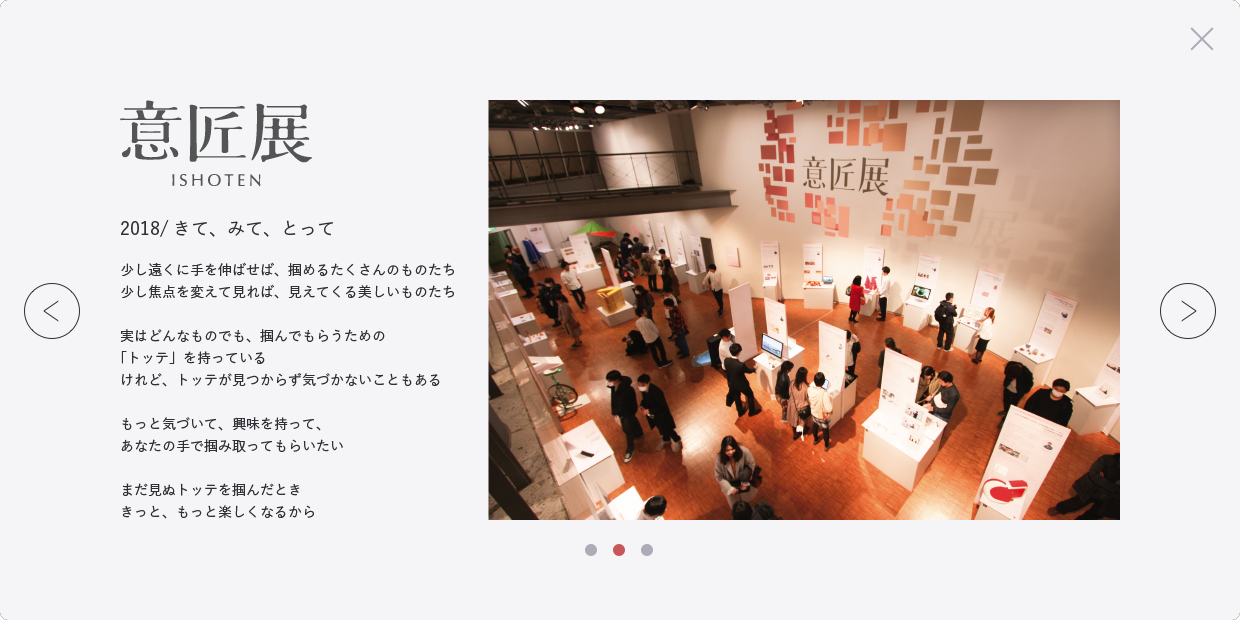 意匠展
ISHOTEN
2018/ きて、みて、とって
少し遠くに手を伸ばせば、掴めるたくさんのものたち
少し焦点を変えて見れば、見えてくる美しいものたち
実はどんなものでも、掴んでもらうための
「トッテ」を持っている
けれど、トッテが見つからず気づかないこともある
もっと気づいて、興味を持って、
あなたの手で掴み取ってもらいたい
まだ見ぬトッテを掴んだとき
きっと、もっと楽しくなるから
意匠展